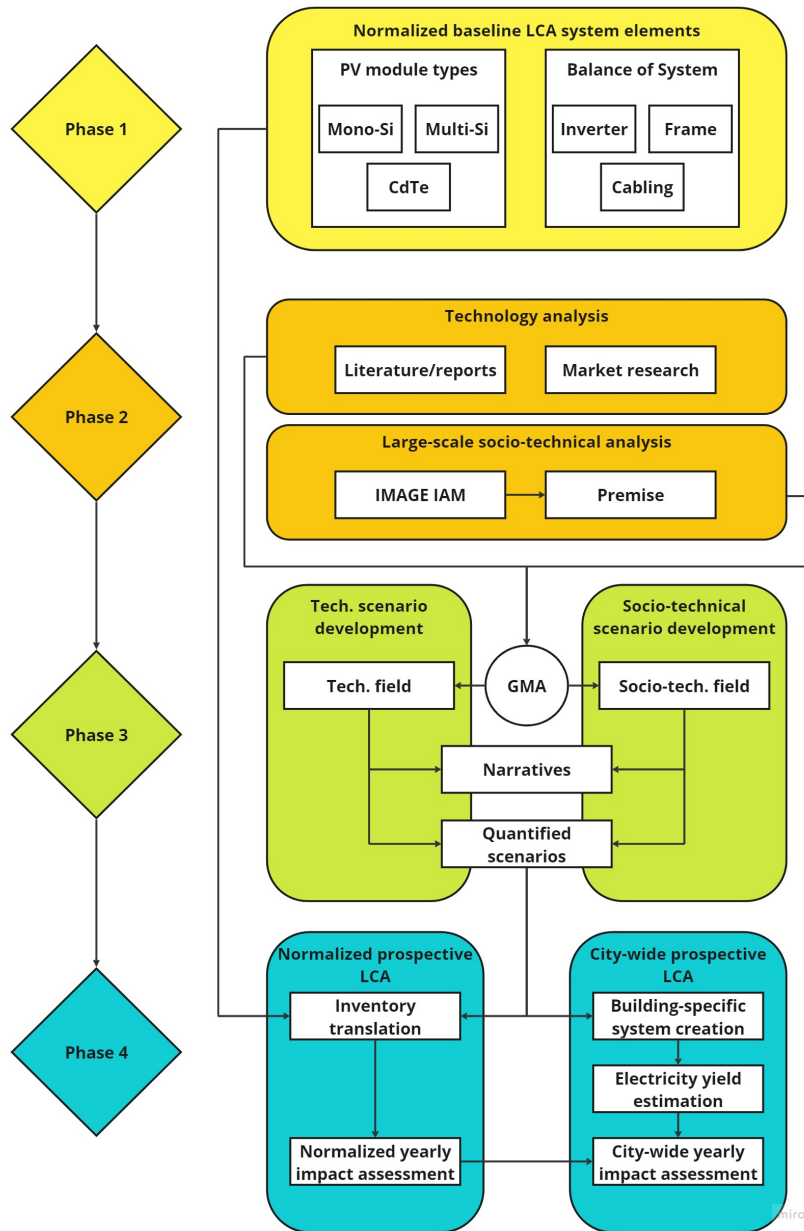 Phase 1
Normalized baseline LCA system elements
PV module types
Mono-Si
Multi-Si
CdTe
Balance of System
Inverter
Frame
Cabling
Phase 2
Technology analysis
Literature/reports
Market research
Large-scale socio-technical analysis
IMAGE IAM
Premise
Phase 3
Tech. scenario
development
Socio-technical
scenario development
Tech. field
GMA
Socio-tech. field
Narratives
Quantified
scenarios
Phase 4
Normalized prospective
LCA
Inventory
translation
Normalized yearly
impact assessment
City-wide prospective
LCA
Building-specific
system creation
Electricity yield
estimation
City-wide yearly
impact assessment
miro